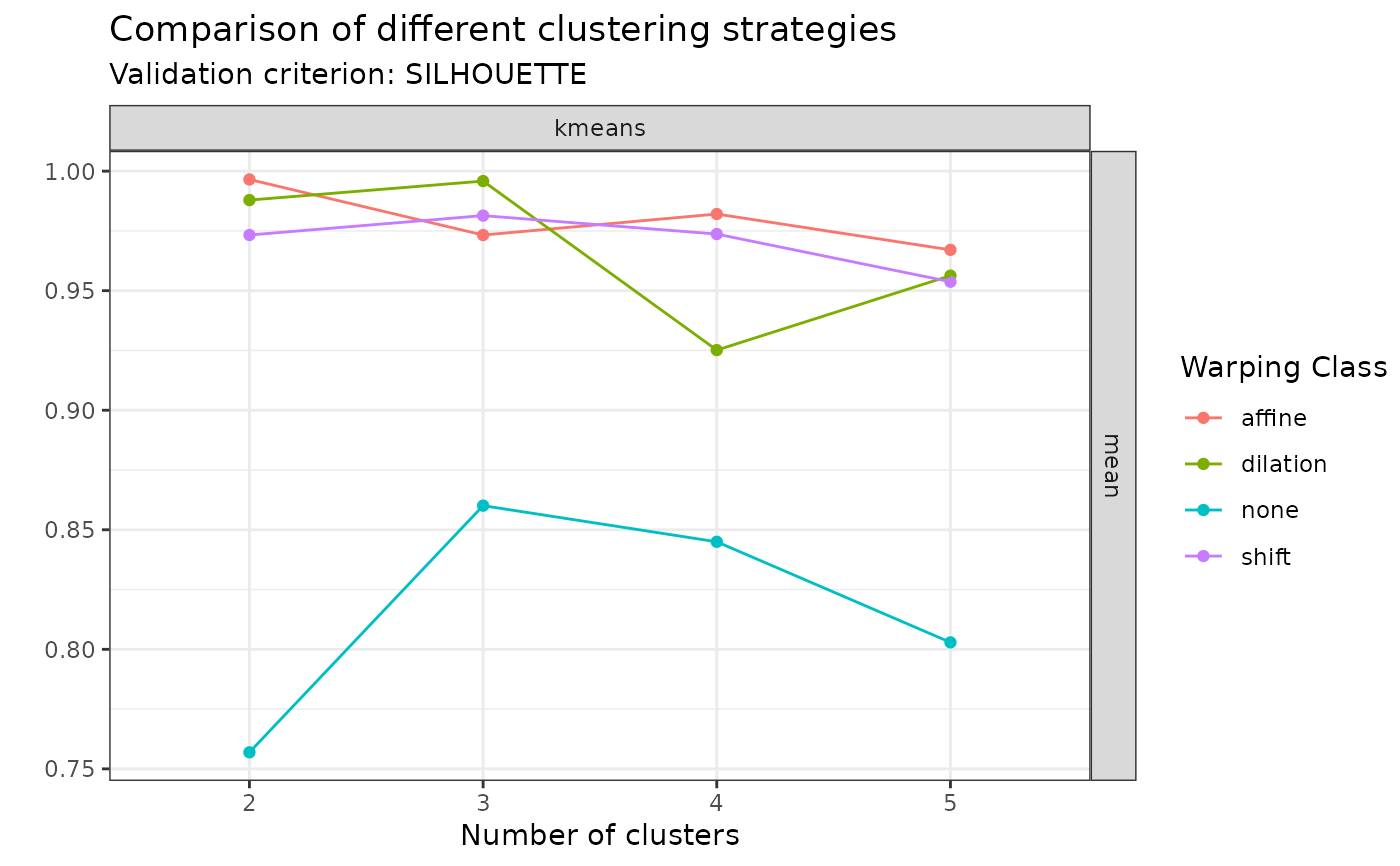 Comparison of different clustering strategies
Validation criterion: SILHOUETTE
kmeans
mean
1.00
0.95
0.90
0.85
0.80
0.75
2 3 4 5
Number of clusters
Warping Class
affine
dilation
none
shift